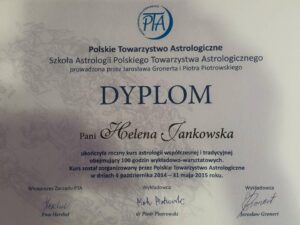 PTA
Polskie Towarzystwo Astrologiczne
Szkoła Astrologii Polskiego Towarzystwa Astrologicznego
prowadzona przez Jarosława Gronerta i Piotra Piotrowskiego
DYPLOM
Pani Helena Jankowska
ukończyła roczny kurs astrologii współczesnej i tradycyjnej
obejmujący 100 godzin wykładowo-warsztatowych.
Kurs został zorganizowany przez Polskie Towarzystwo Astrologiczne
w dniach 4 października 2014 – 31 maja 2015 roku.
Wiceprezes Zarządu PTA Wykładowca Wykładowca
Ewa dr Piotr Piotrowski Jarosław Gronert